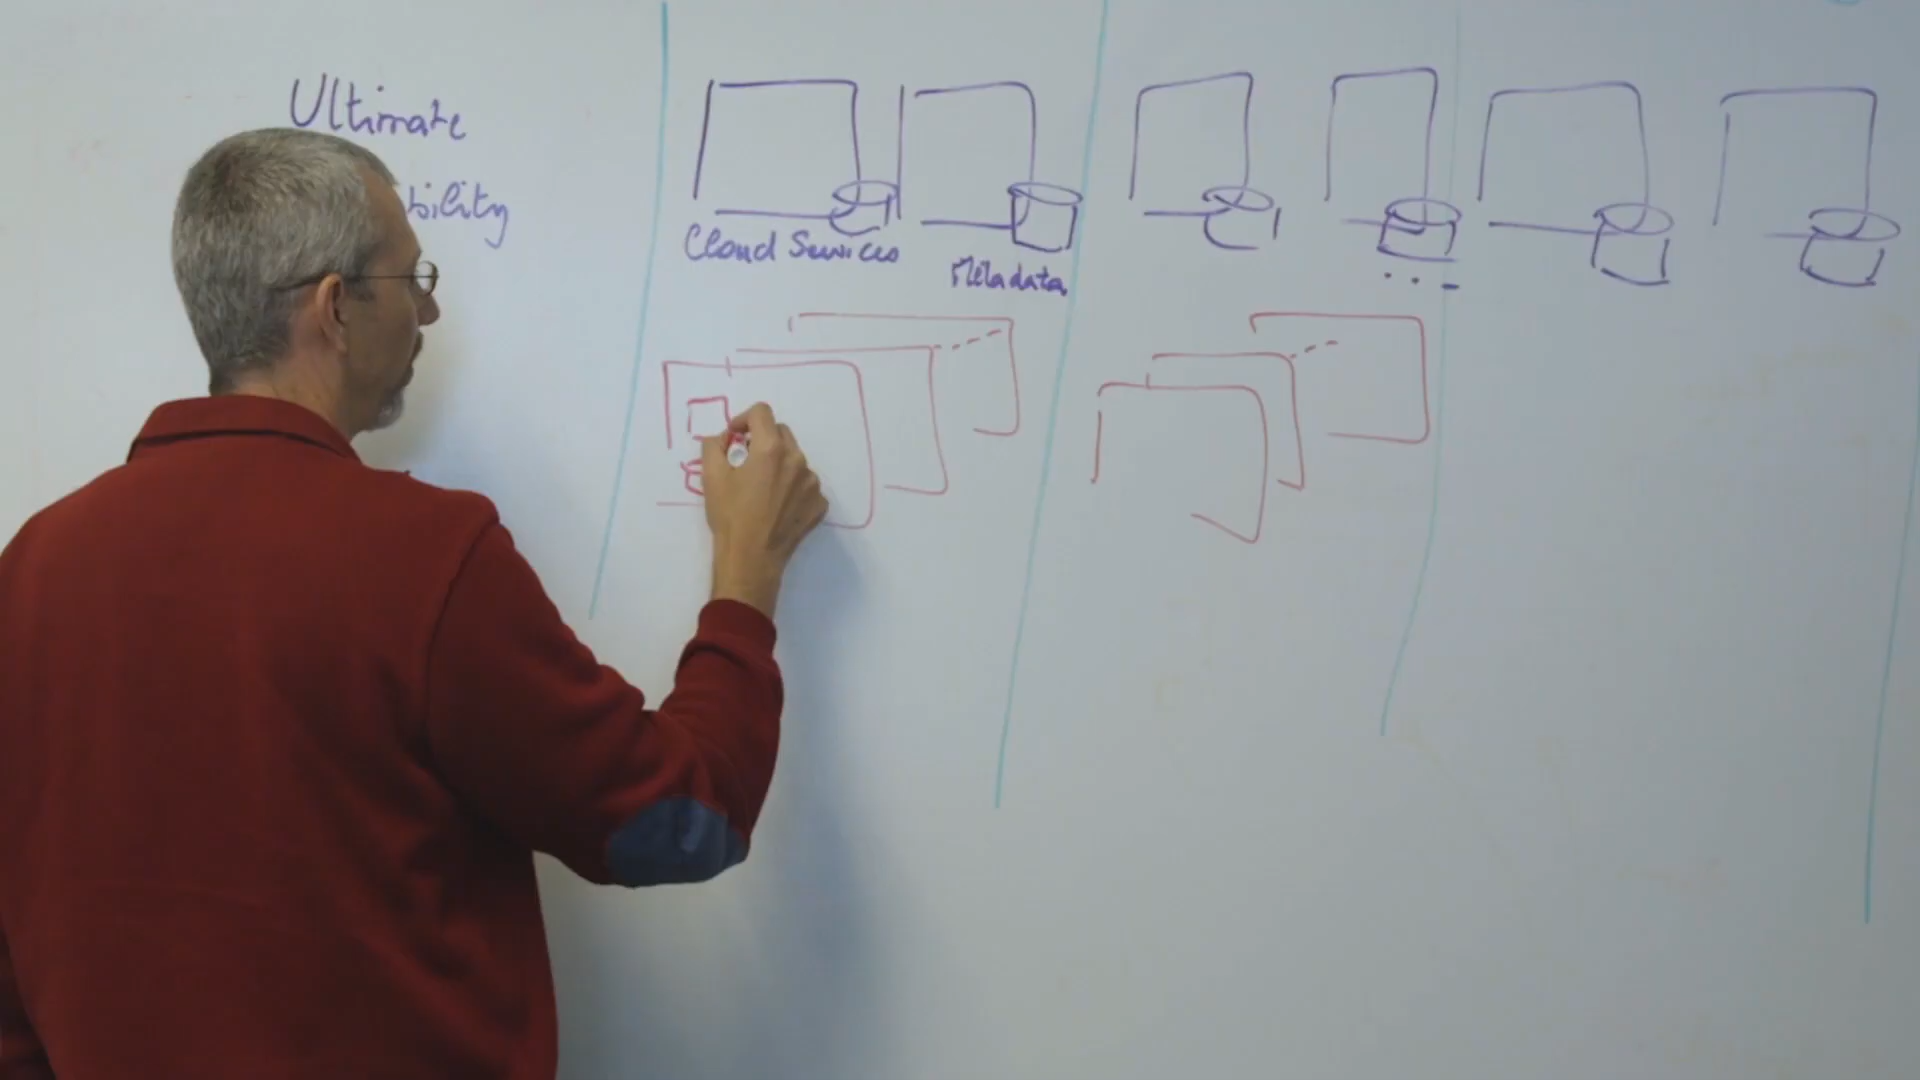 Ultimate
bility
Cloud Services
Metadata
...